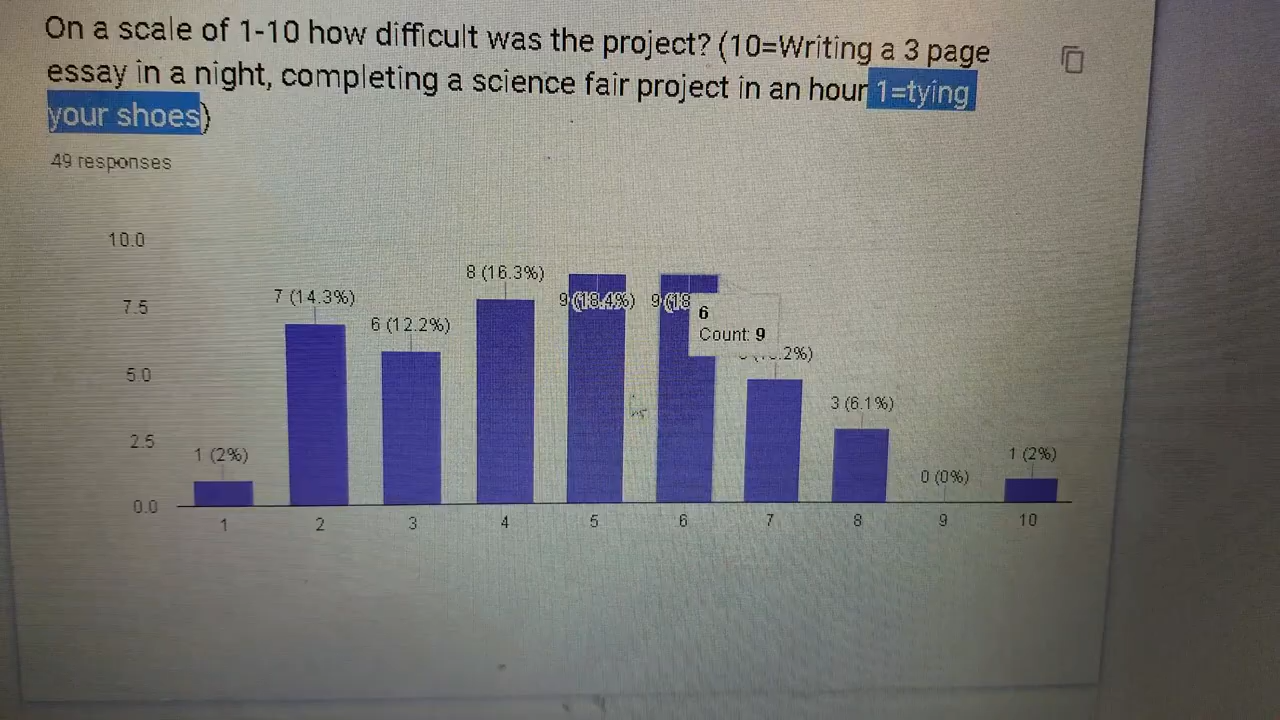 On a scale of 1-10 how difficult was the project? (10=Writing a 3 page
essay in a night, completing a science fair project in an hour 1=tying
your shoes)
49 responses
10.0
8 (16.3%)
7 (14.3%)
7.5
9 (18.4%)
9 (18
6
6 (12.2%)
Count: 9
.2%)
5.0
3 (6.1%)
2.5
1 (2%)
1 (2%)
0 (0%)
0.0
1 2 3 4 5 6 7 8 9 10